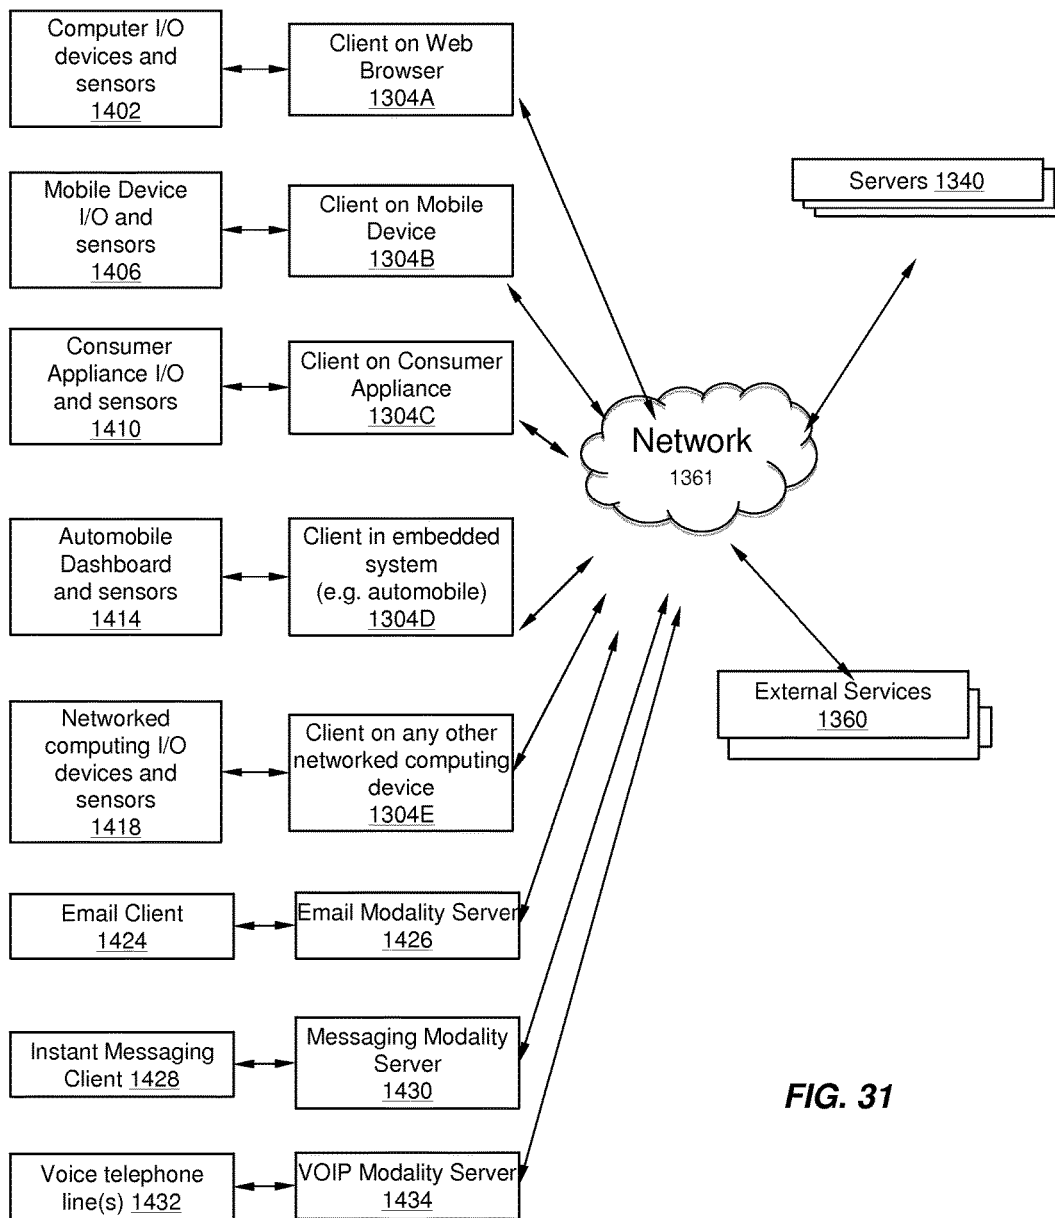 Computer I/O
devices and
sensors
1402
Client on Web
Browser
1304A
Servers 1340
Mobile Device
I/O and
sensors
1406
Client on Mobile
Device
1304B
Consumer
Appliance I/O
and sensors
1410
Client on Consumer
Appliance
1304C
Network
1361
Automobile
Dashboard
and sensors
1414
Client in embedded
system
(e.g. automobile)
1304D
External Services
1360
Networked
computing I/O
devices and
sensors
1418
Client on any other
networked computing
device
1304E
Email Client
1424
Email Modality Server
1426
Instant Messaging
Client 1428
Messaging Modality
Server
1430
FIG. 31
Voice telephone
line(s) 1432
VOIP Modality Server
1434